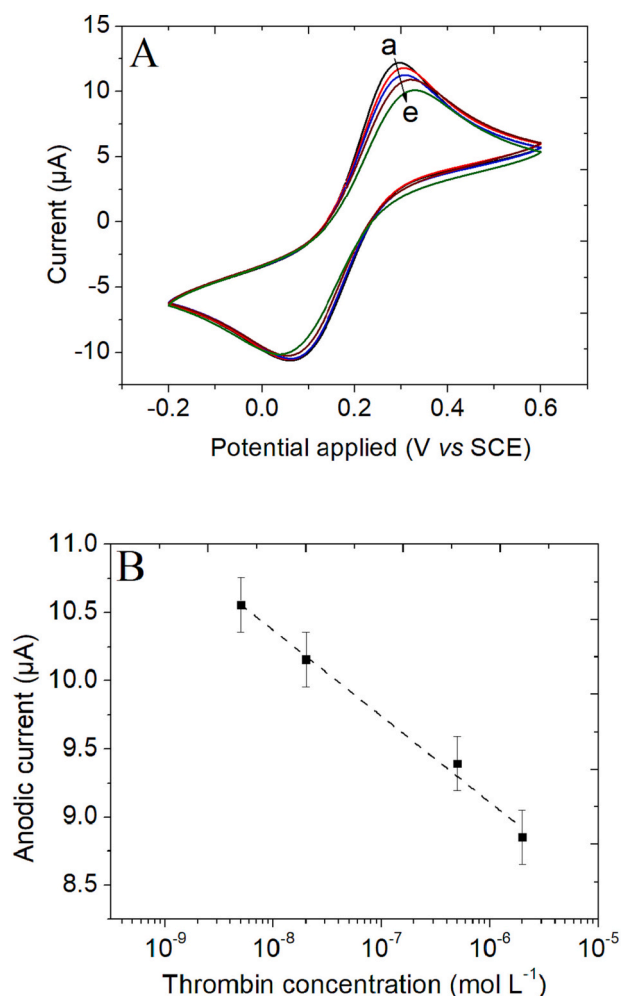 A
a
e
15
10
5
0
-5
-10
Current (µA)
-0.2 0.0 0.2 0.4 0.6
Potential applied (V vs SCE)
B
11.0
10.5
10.0
9.5
9.0
8.5
Anodic current (µA)
10⁻⁹ 10⁻⁸ 10⁻⁷ 10⁻⁶ 10⁻⁵
Thrombin concentration (mol L⁻¹)